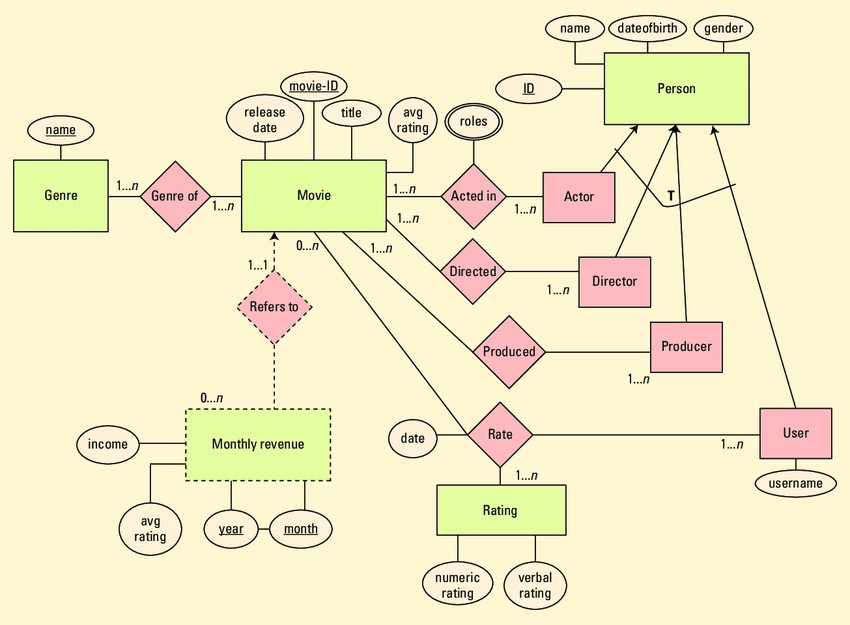 name
dateofbirth
gender
ID
Person
movie-ID
release
date
title
avg
rating
roles
name
Genre
1...n
Genre of
1...n
Movie
1...n
Acted in
1...n
Actor
T
1...n
Directed
1...n
Director
0...n
1...n
1...1
Refers to
Produced
1...n
Producer
0...n
income
Monthly revenue
date
Rate
1...n
User
username
1...n
Rating
avg
rating
year
month
numeric
rating
verbal
rating